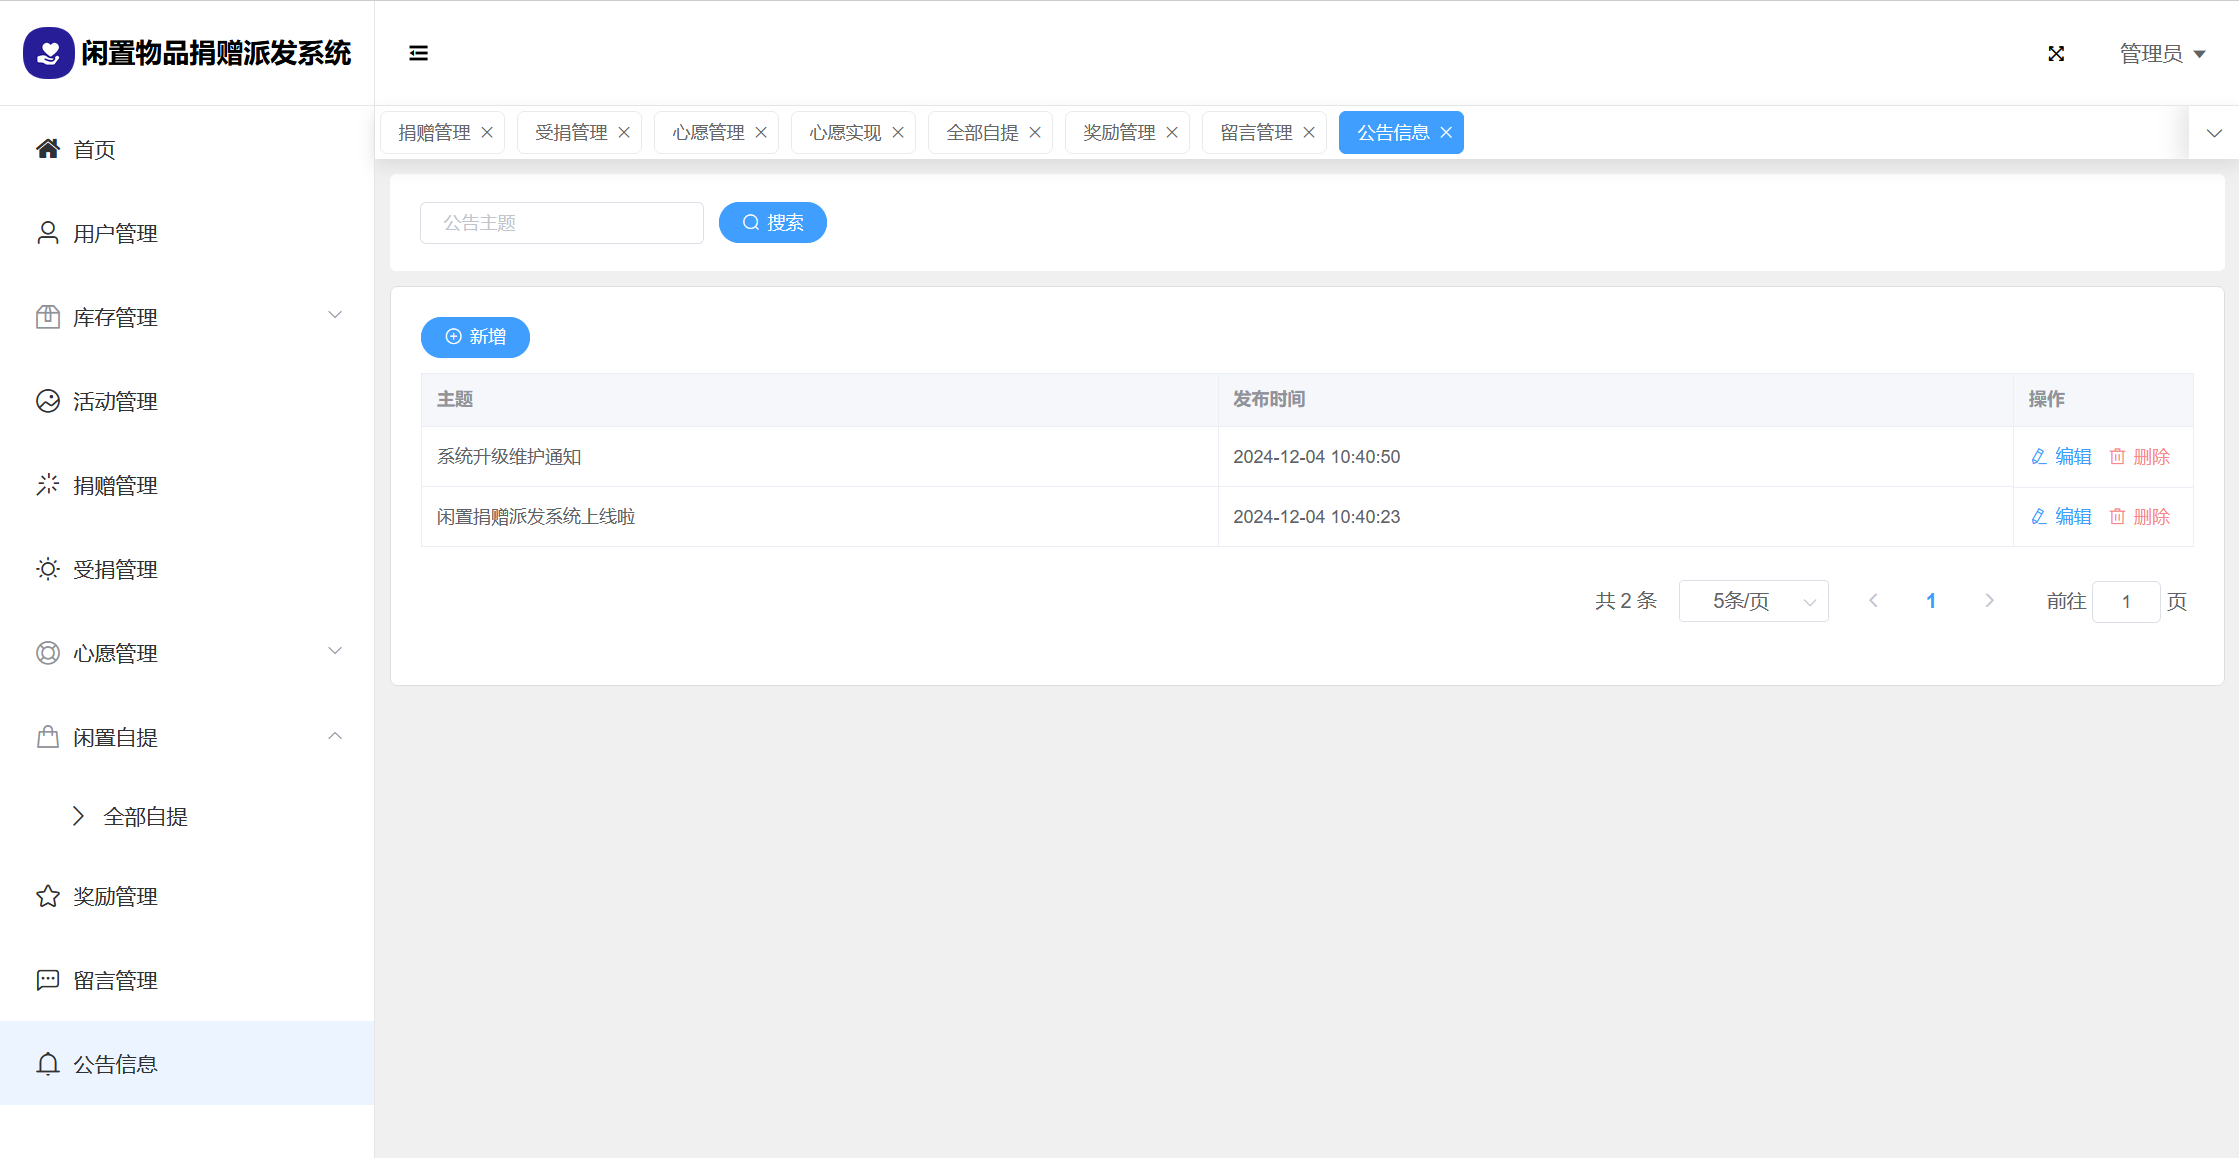 闲置物品捐赠派发系统
管理员
首页
用户管理
库存管理
活动管理
捐赠管理
受捐管理
心愿管理
闲置自提
全部自提
奖励管理
留言管理
公告信息
捐赠管理 受捐管理 心愿管理 心愿实现 全部自提 奖励管理 留言管理 公告信息
公告主题 搜索
新增
主题 发布时间 操作
系统升级维护通知 2024-12-04 10:40:50 编辑 删除
闲置捐赠派发系统上线啦 2024-12-04 10:40:23 编辑 删除
共 2 条 5条/页 1 前往 1 页